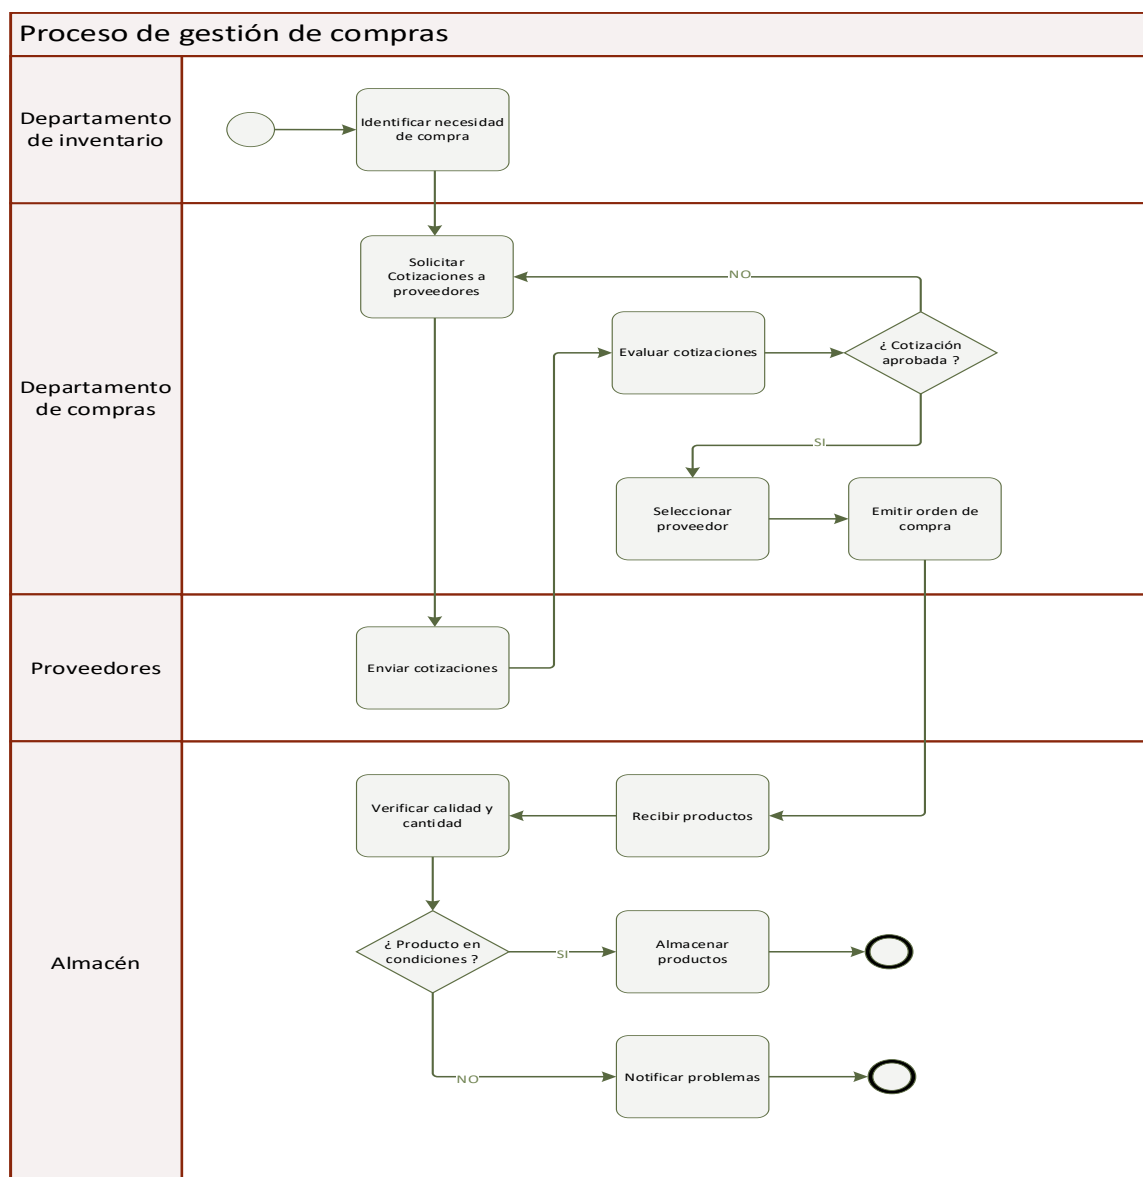 Proceso de gestión de compras
Departamento
de inventario
Identificar necesidad
de compra
Departamento
de compras
Solicitar
Cotizaciones a
proveedores
NO
Evaluar cotizaciones
¿ Cotización
aprobada ?
SI
Seleccionar
proveedor
Emitir orden de
compra
Proveedores
Enviar cotizaciones
Almacén
Verificar calidad y
cantidad
Recibir productos
¿ Producto en
condiciones ?
SI
Almacenar
productos
NO
Notificar problemas